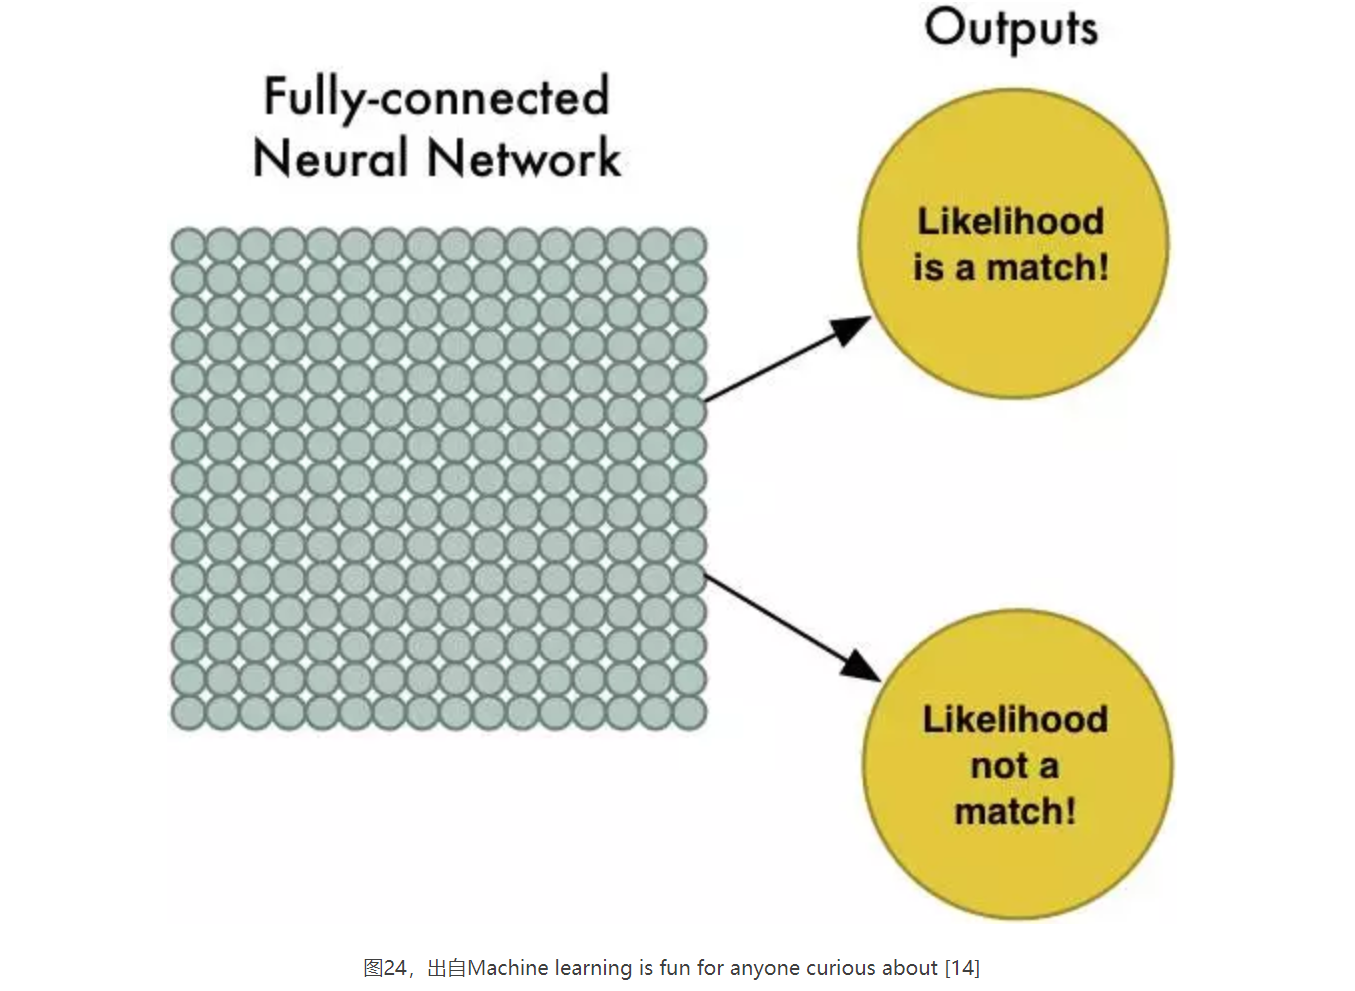 Outputs
Fully-connected
Neural Network
Likelihood
is a match!
Likelihood
not a
match!
图24，出自Machine learning is fun for anyone curious about [14]